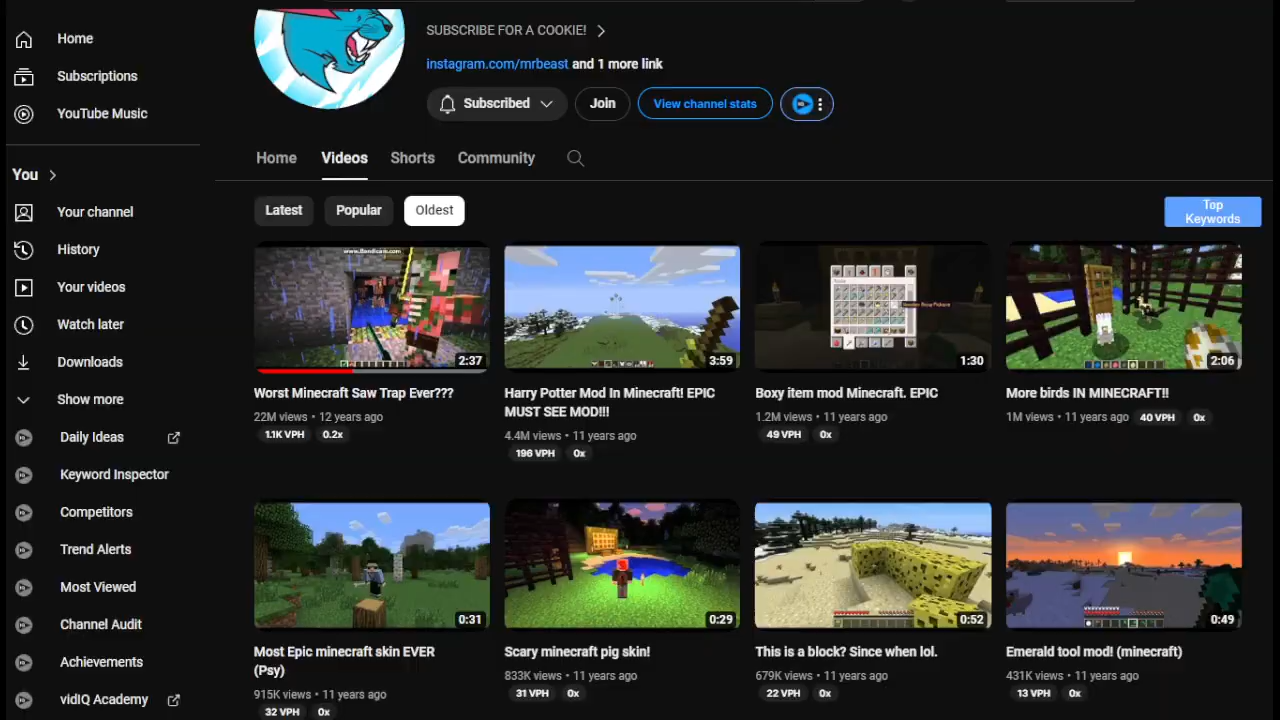 SUBSCRIBE FOR A COOKIE!
instagram.com/mrbeast and 1 more link
Subscribed
Join
View channel stats
Home
Subscriptions
YouTube Music
You
Your channel
History
Your videos
Watch later
Downloads
Show more
Daily Ideas
Keyword Inspector
Competitors
Trend Alerts
Most Viewed
Channel Audit
Achievements
vidIQ Academy
Home Videos Shorts Community
Latest Popular Oldest
Top
Keywords
www.Bandicam.com
2:37
Worst Minecraft Saw Trap Ever???
22M views • 12 years ago
1.1K VPH 0.2x
3:59
Harry Potter Mod In Minecraft! EPIC
MUST SEE MOD!!!
4.4M views • 11 years ago
196 VPH 0x
1:30
Boxy item mod Minecraft. EPIC
1.2M views • 11 years ago
49 VPH 0x
2:06
More birds IN MINECRAFT!!
1M views • 11 years ago 40 VPH 0x
0:31
Most Epic minecraft skin EVER
(Psy)
915K views • 11 years ago
32 VPH 0x
0:29
Scary minecraft pig skin!
833K views • 11 years ago
31 VPH 0x
0:52
This is a block? Since when lol.
679K views • 11 years ago
22 VPH 0x
0:49
Emerald tool mod! (minecraft)
431K views • 11 years ago
13 VPH 0x